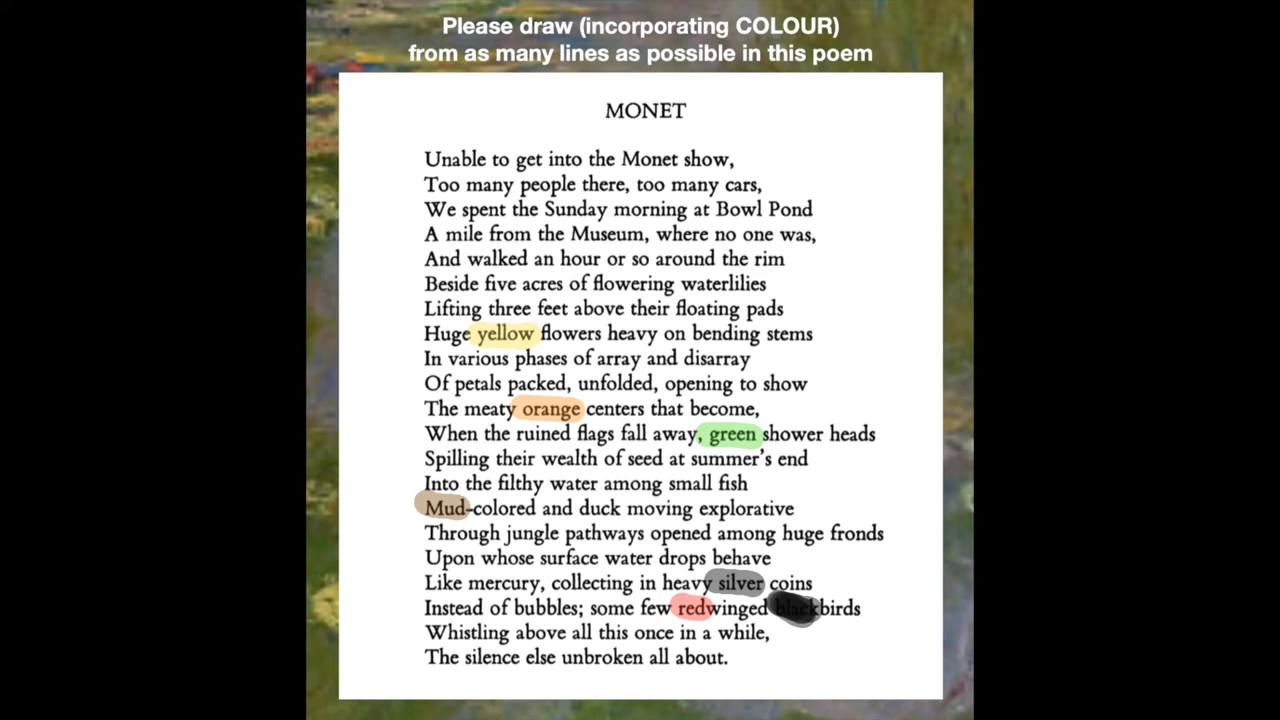 Please draw (incorporating COLOUR)
from as many lines as possible in this poem
MONET
Unable to get into the Monet show,
Too many people there, too many cars,
We spent the Sunday morning at Bowl Pond
A mile from the Museum, where no one was,
And walked an hour or so around the rim
Beside five acres of flowering waterlilies
Lifting three feet above their floating pads
Huge yellow flowers heavy on bending stems
In various phases of array and disarray
Of petals packed, unfolded, opening to show
The meaty orange centers that become,
When the ruined flags fall away, green shower heads
Spilling their wealth of seed at summer's end
Into the filthy water among small fish
Mud-colored and duck moving explorative
Through jungle pathways opened among huge fronds
Upon whose surface water drops behave
Like mercury, collecting in heavy silver coins
Instead of bubbles; some few redwinged blackbirds
Whistling above all this once in a while,
The silence else unbroken all about.